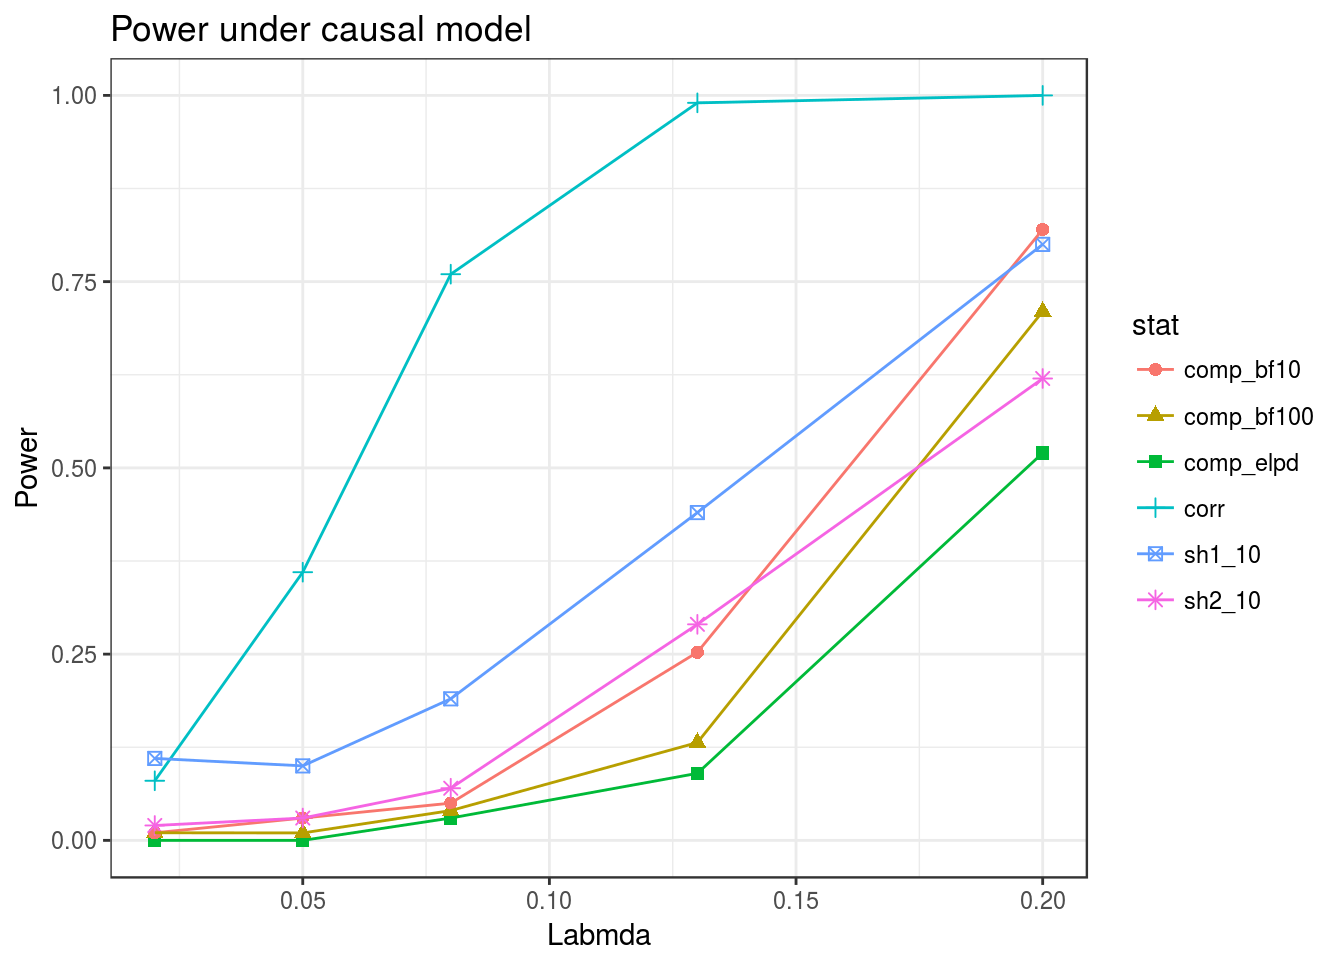 Power under causal model
1.00
0.75
0.50
0.25
0.00
Power
0.05
0.10
0.15
0.20
Labmda
stat
comp_bf10
comp_bf100
comp_elpd
corr
sh1_10
sh2_10